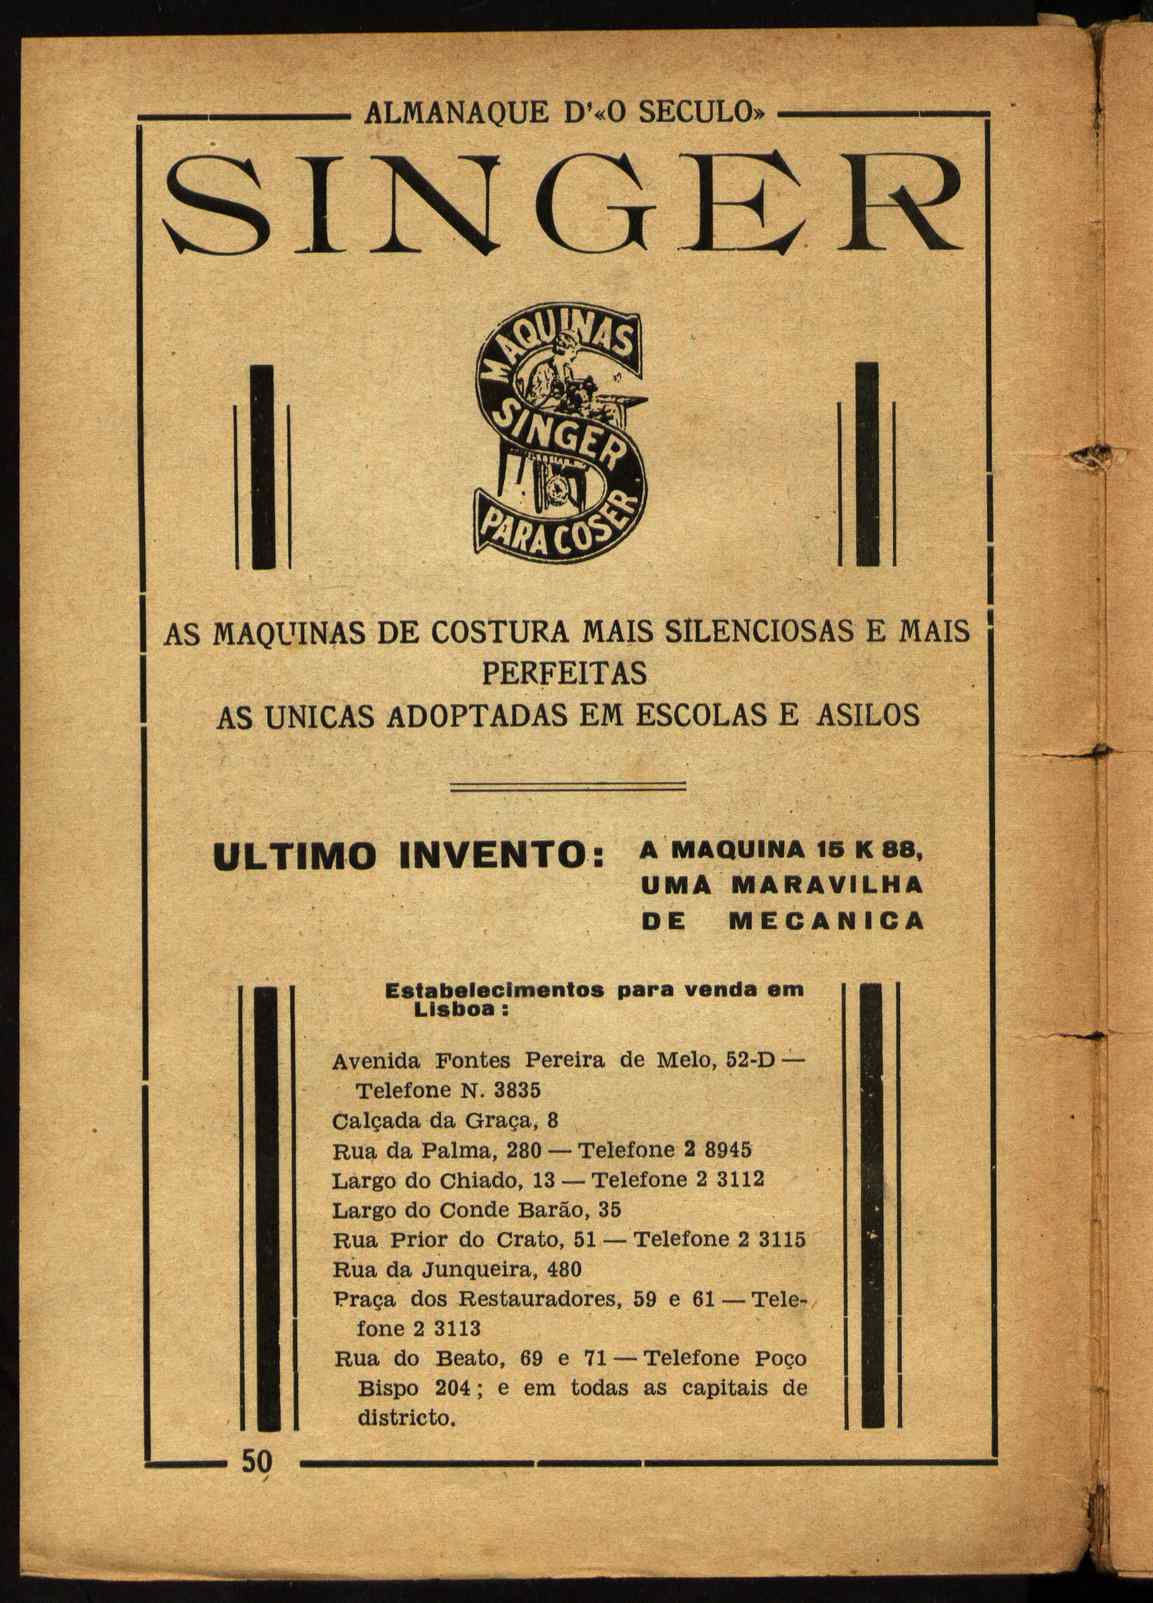 ALMANAQUE D'«O SECULO»
SINGER
MAQUINAS
SINGER
PARA COSER
AS MAQUINAS DE COSTURA MAIS SILENCIOSAS E MAIS
PERFEITAS
AS UNICAS ADOPTADAS EM ESCOLAS E ASILOS
ULTIMO INVENTO: A MAQUINA 15 K 88,
UMA MARAVILHA
DE MECANICA
Estabelecimentos para venda em
Lisboa:
Avenida Fontes Pereira de Melo, 52-D —
Telefone N. 3835
Calçada da Graça, 8
Rua da Palma, 280 — Telefone 2 8945
Largo do Chiado, 13 — Telefone 2 3112
Largo do Conde Barão, 35
Rua Prior do Crato, 51 — Telefone 2 3115
Rua da Junqueira, 480
Praça dos Restauradores, 59 e 61 — Tele-
fone 2 3113
Rua do Beato, 69 e 71 — Telefone Poço
Bispo 204; e em todas as capitais de
districto.
50